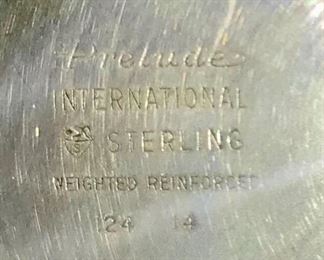 Prelude
INTERNATIONAL
STERLING
WEIGHTED REINFORCED
24 14